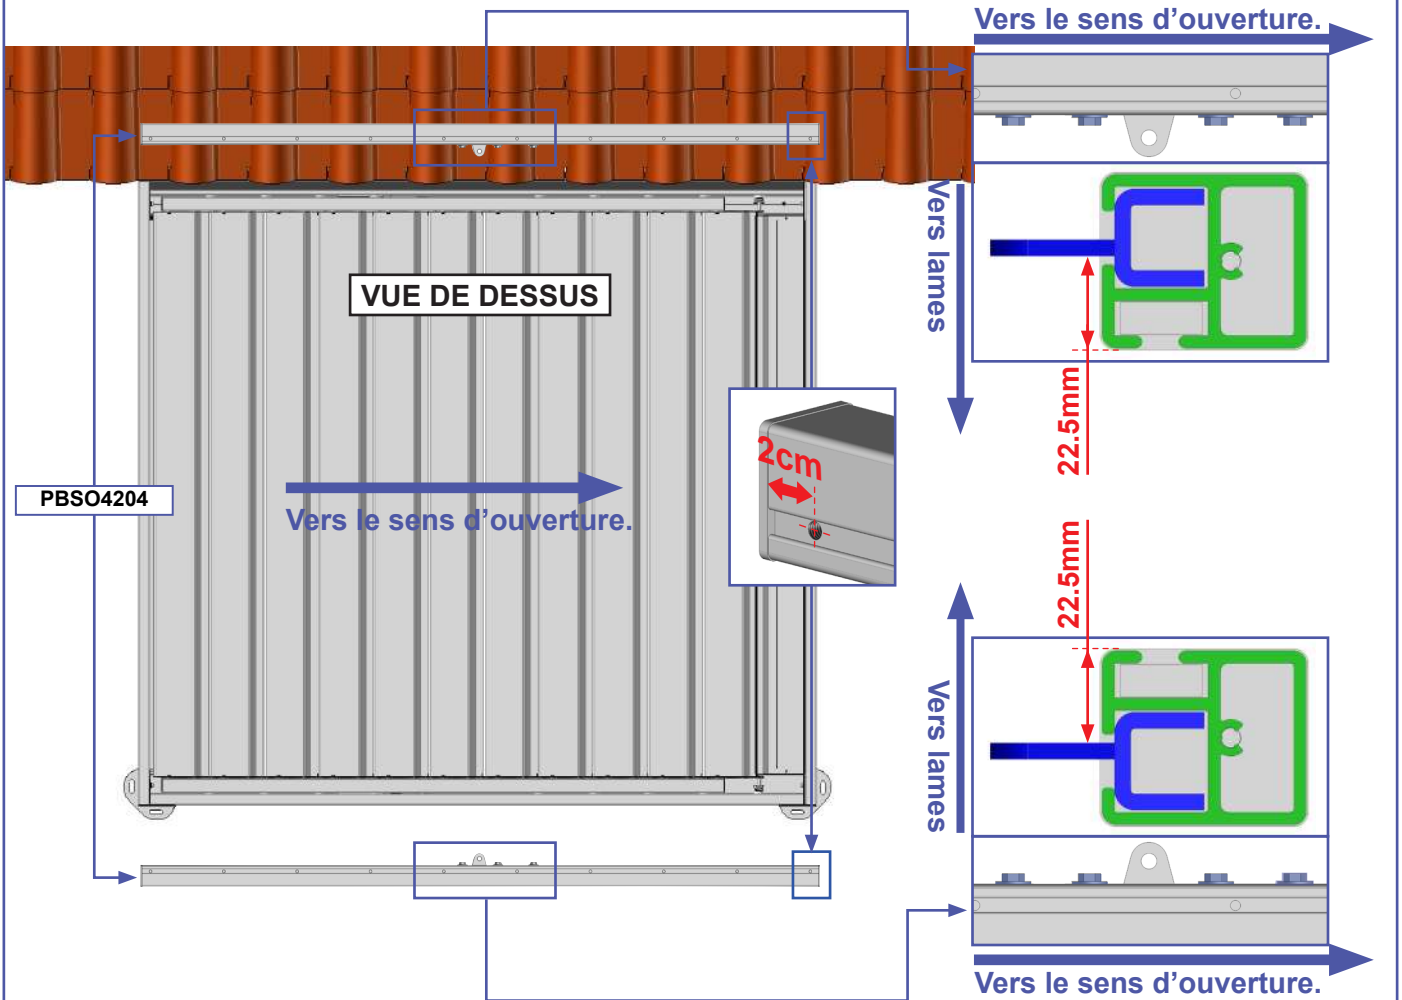 Vers le sens d’ouverture.
Vers lames
VUE DE DESSUS
22.5mm
2cm
PBSO4204
Vers le sens d’ouverture.
22.5mm
Vers lames
Vers le sens d’ouverture.